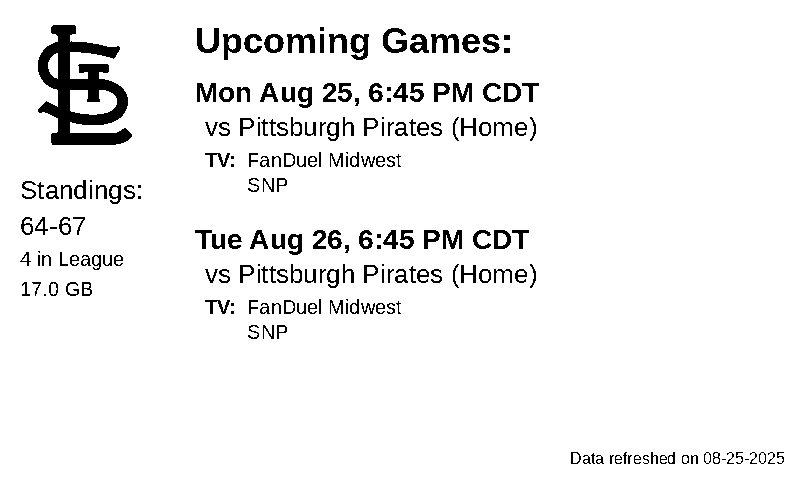 STL
Standings:
64-67
4 in League
17.0 GB
Upcoming Games:
Mon Aug 25, 6:45 PM CDT
vs Pittsburgh Pirates (Home)
TV: FanDuel Midwest
SNP
Tue Aug 26, 6:45 PM CDT
vs Pittsburgh Pirates (Home)
TV: FanDuel Midwest
SNP
Data refreshed on 08-25-2025